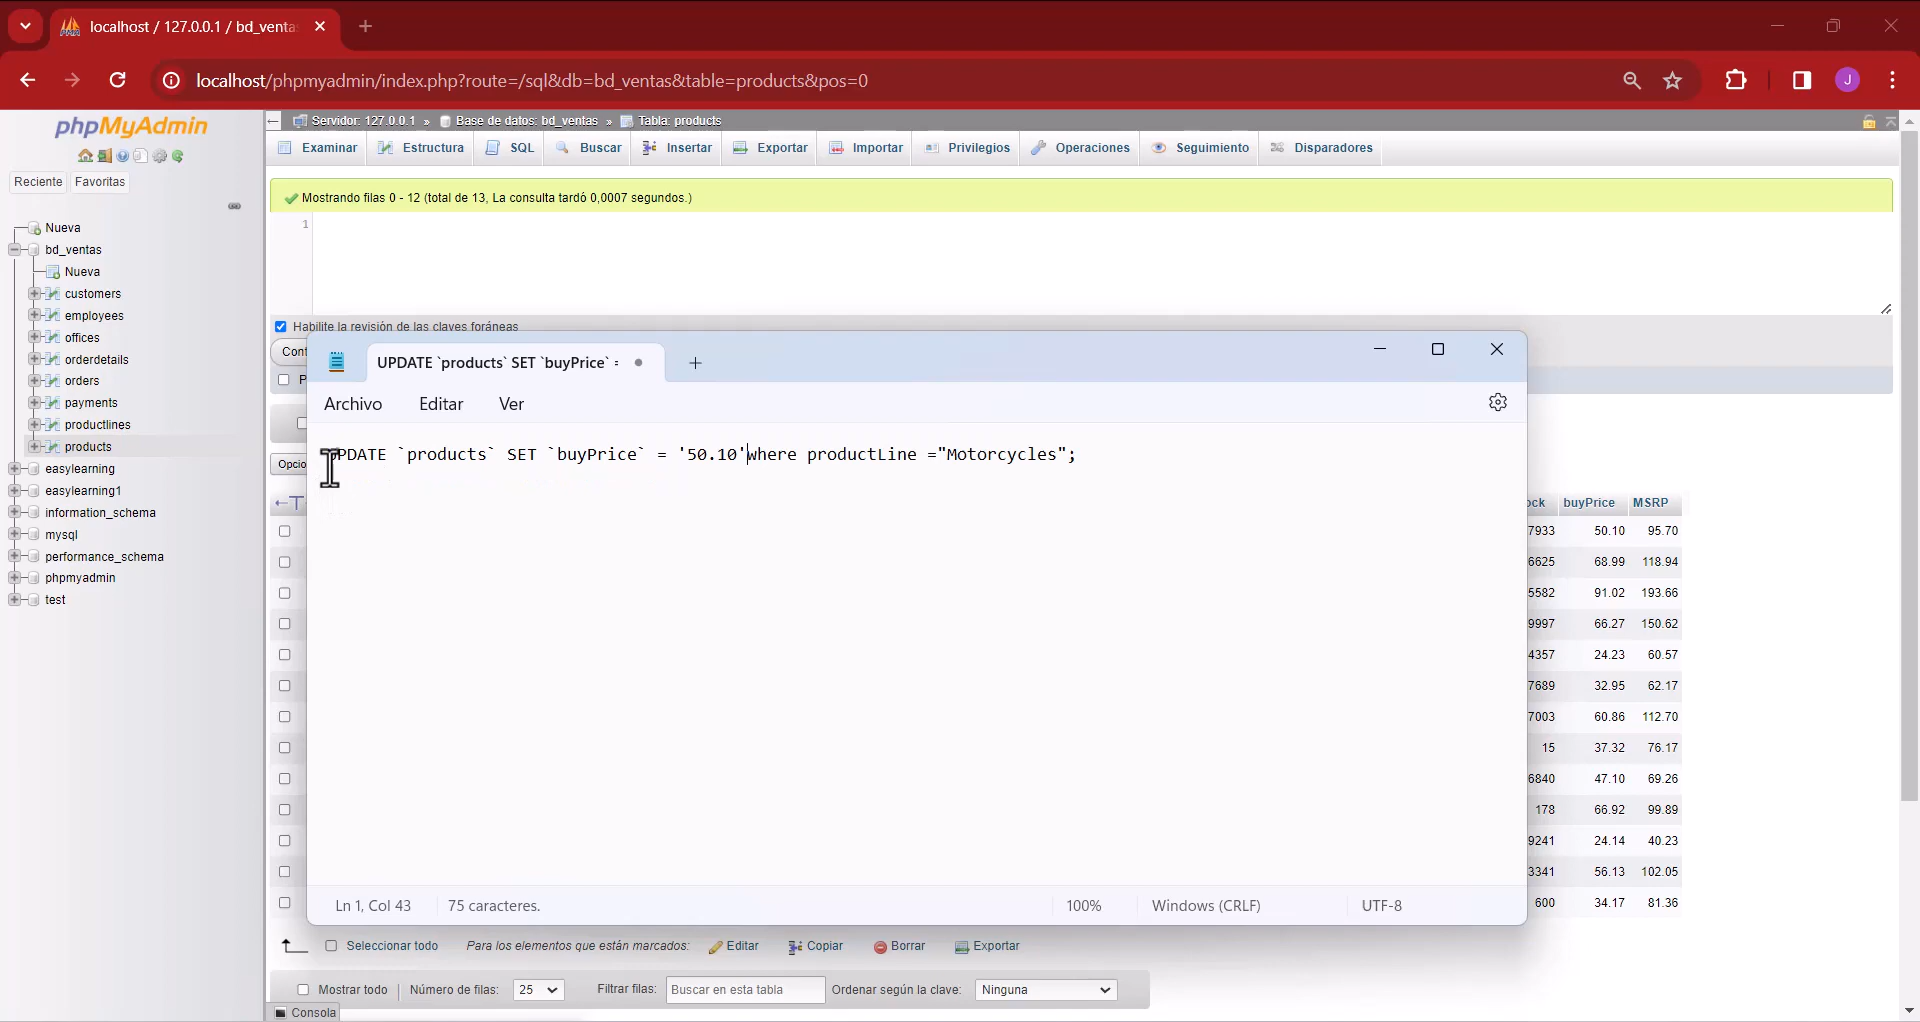 localhost / 127.0.0.1 / bd_venta
localhost/phpmyadmin/index.php?route=/sql&db=bd_ventas&table=products&pos=0
J
phpMyAdmin
Reciente Favoritas
Nueva
bd_ventas
Nueva
customers
employees
offices
orderdetails
orders
payments
productlines
products
easylearning
easylearning1
information_schema
mysql
performance_schema
phpmyadmin
test
Servidor: 127.0.0.1 » Base de datos: bd_ventas » Tabla: products
Examinar Estructura SQL Buscar Insertar Exportar Importar Privilegios Operaciones Seguimiento Disparadores
Mostrando filas 0 - 12 (total de 13, La consulta tardó 0,0007 segundos.)
1
Habilite la revisión de las claves foráneas
Cont
P
Opcio
UPDATE `products` SET `buyPrice` =
Archivo Editar Ver
UPDATE `products` SET `buyPrice` = '50.10'where productLine ="Motorcycles";
Ln 1, Col 43 75 caracteres. 100% Windows (CRLF) UTF-8
ock buyPrice MSRP
7933 50.10 95.70
6625 68.99 118.94
5582 91.02 193.66
9997 66.27 150.62
4357 24.23 60.57
7689 32.95 62.17
7003 60.86 112.70
15 37.32 76.17
6840 47.10 69.26
178 66.92 99.89
9241 24.14 40.23
3341 56.13 102.05
600 34.17 81.36
Seleccionar todo Para los elementos que están marcados: Editar Copiar Borrar Exportar
Mostrar todo Número de filas: 25 Filtrar filas: Buscar en esta tabla Ordenar según la clave: Ninguna
Consola